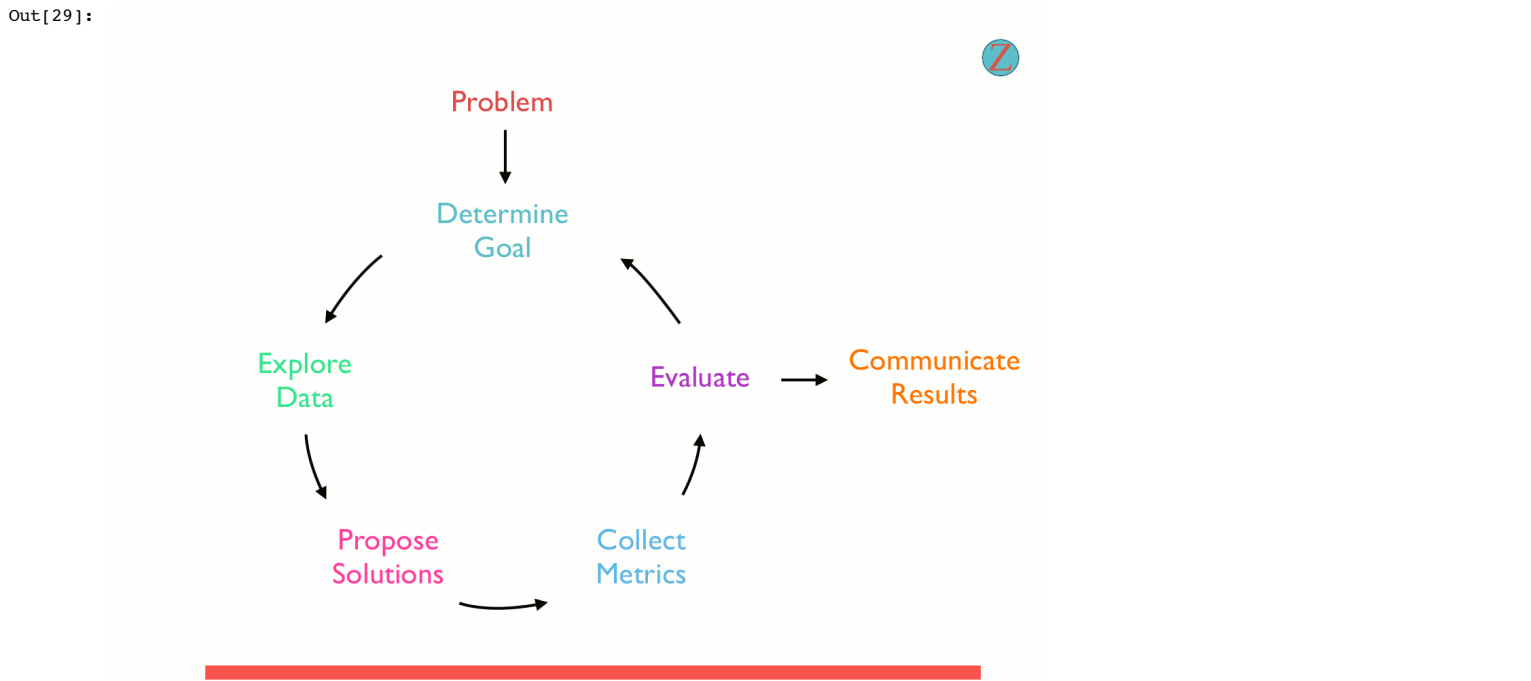 Out[29]:
Z
Problem
Determine
Goal
Explore
Data
Evaluate
Communicate
Results
Propose
Solutions
Collect
Metrics